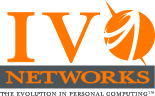 IVO
NETWORKS
THE EVOLUTION IN PERSONAL COMPUTING™